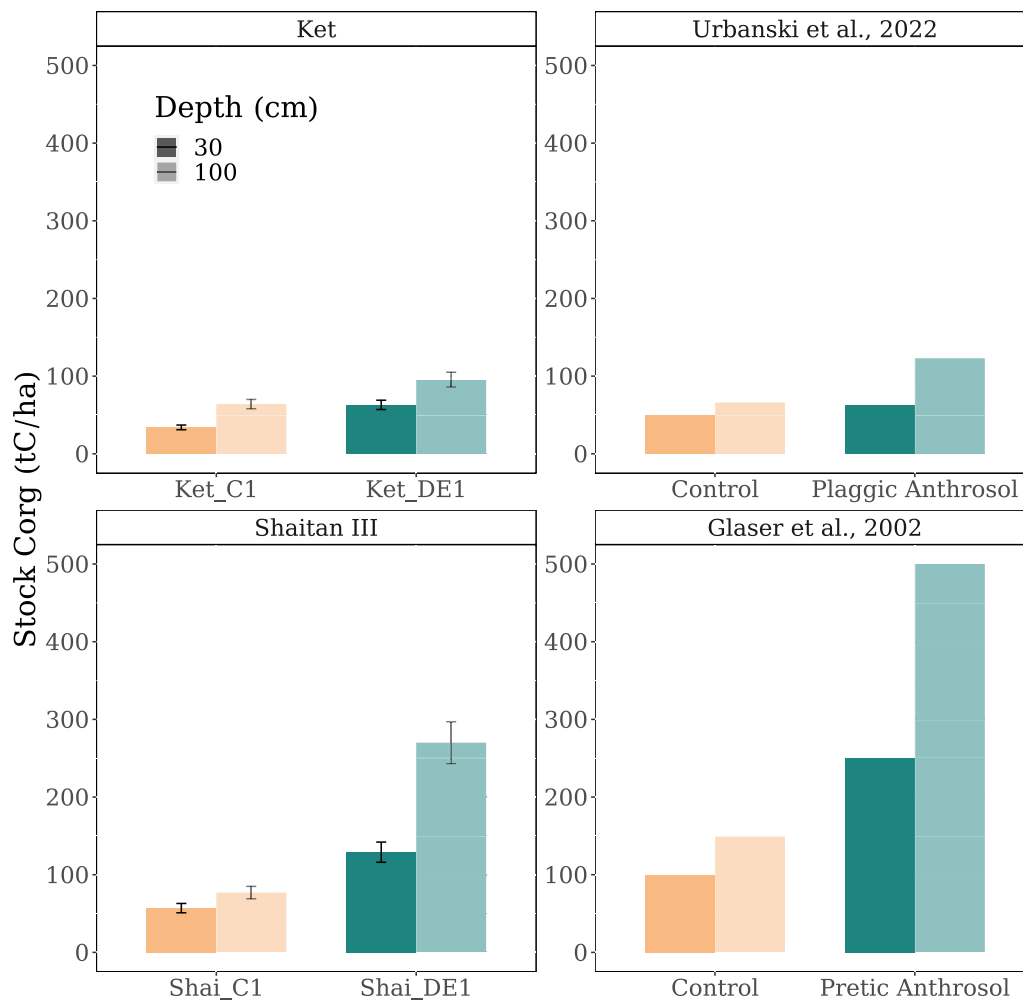 Ket
Urbanski et al., 2022
500
400
300
200
100
0
Depth (cm)
30
100
500
400
300
200
100
0
Ket_C1
Ket_DE1
Control
Plaggic Anthrosol
Stock Corg (tC/ha)
Shaitan III
Glaser et al., 2002
500
400
300
200
100
0
500
400
300
200
100
0
Shai_C1
Shai_DE1
Control
Pretic Anthrosol